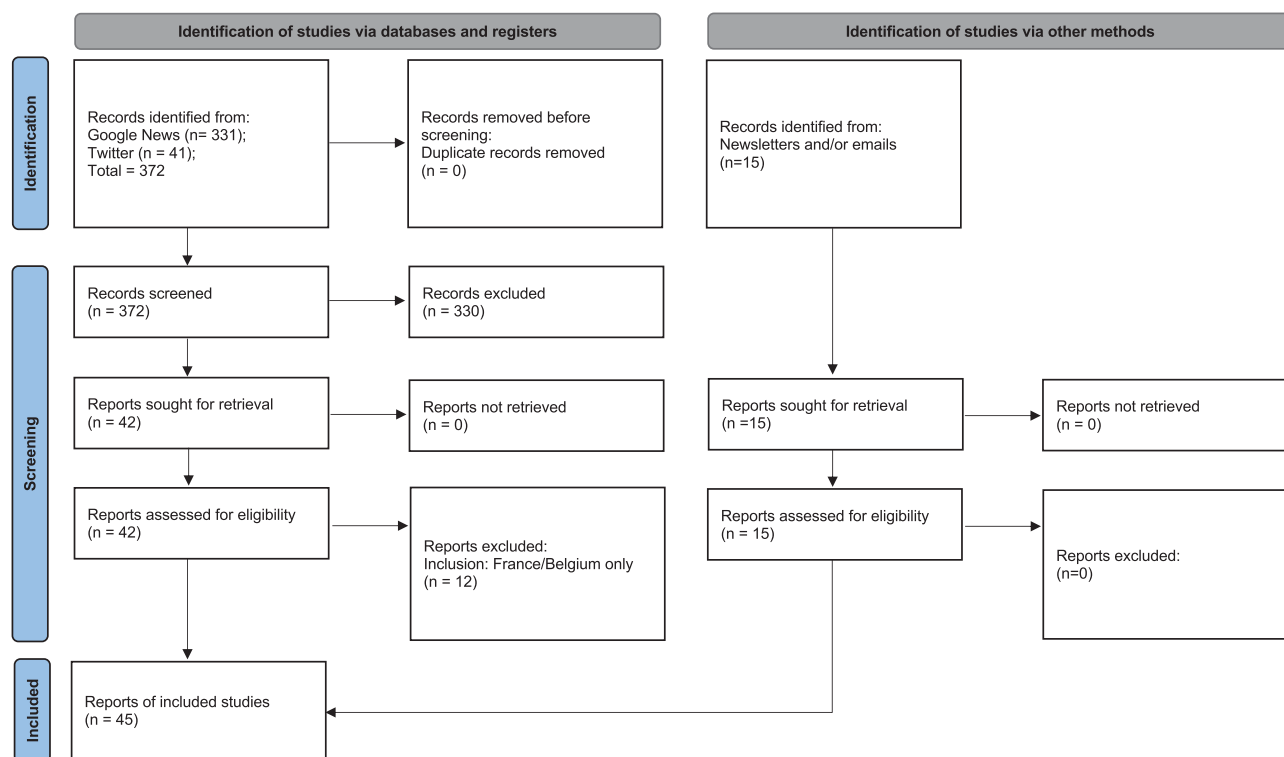 Identification of studies via databases and registers
Identification of studies via other methods
Identification
Records identified from:
Google News (n= 331);
Twitter (n = 41);
Total = 372
Records removed before
screening:
Duplicate records removed
(n = 0)
Records identified from:
Newsletters and/or emails
(n=15)
Screening
Records screened
(n = 372)
Records excluded
(n = 330)
Reports sought for retrieval
(n = 42)
Reports not retrieved
(n = 0)
Reports sought for retrieval
(n =15)
Reports not retrieved
(n = 0)
Reports assessed for eligibility
(n = 42)
Reports excluded:
Inclusion: France/Belgium only
(n = 12)
Reports assessed for eligibility
(n = 15)
Reports excluded:
(n=0)
Included
Reports of included studies
(n = 45)